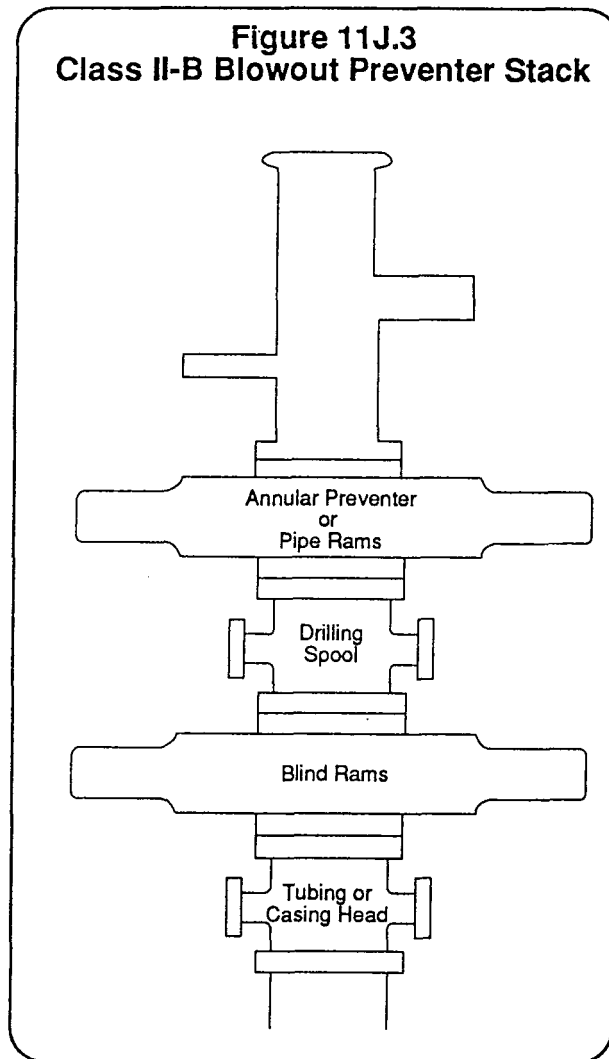 Figure 11J.3
Class II-B Blowout Preventer Stack
Annular Preventer
or
Pipe Rams
Drilling
Spool
Blind Rams
Tubing or
Casing Head